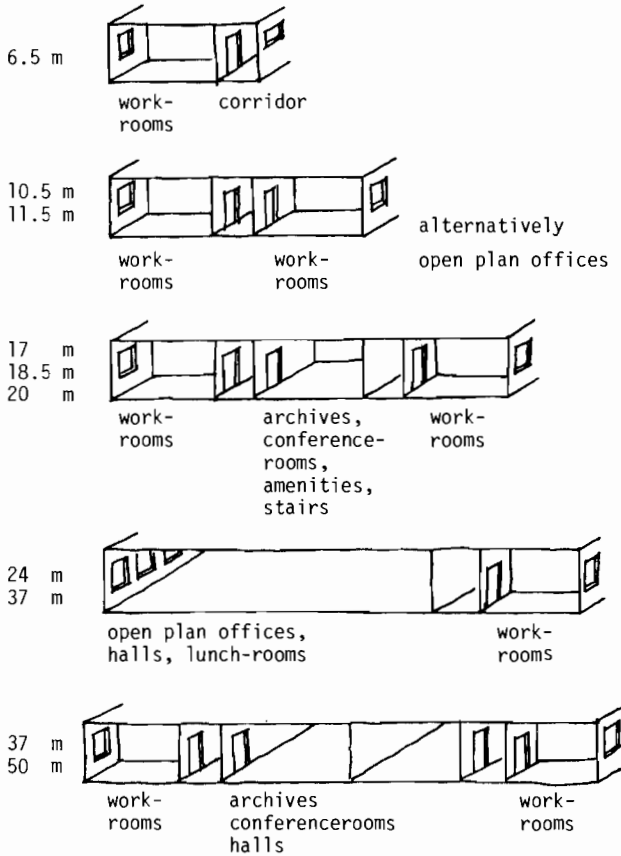 6.5 m
work- corridor
rooms
10.5 m
11.5 m
alternatively
open plan offices
work- work-
rooms rooms
17 m
18.5 m
20 m
work- archives, work-
rooms conference- rooms
rooms,
amenities,
stairs
24 m
37 m
open plan offices, work-
halls, lunch-rooms rooms
37 m
50 m
work- archives work-
rooms conferencerooms rooms
halls